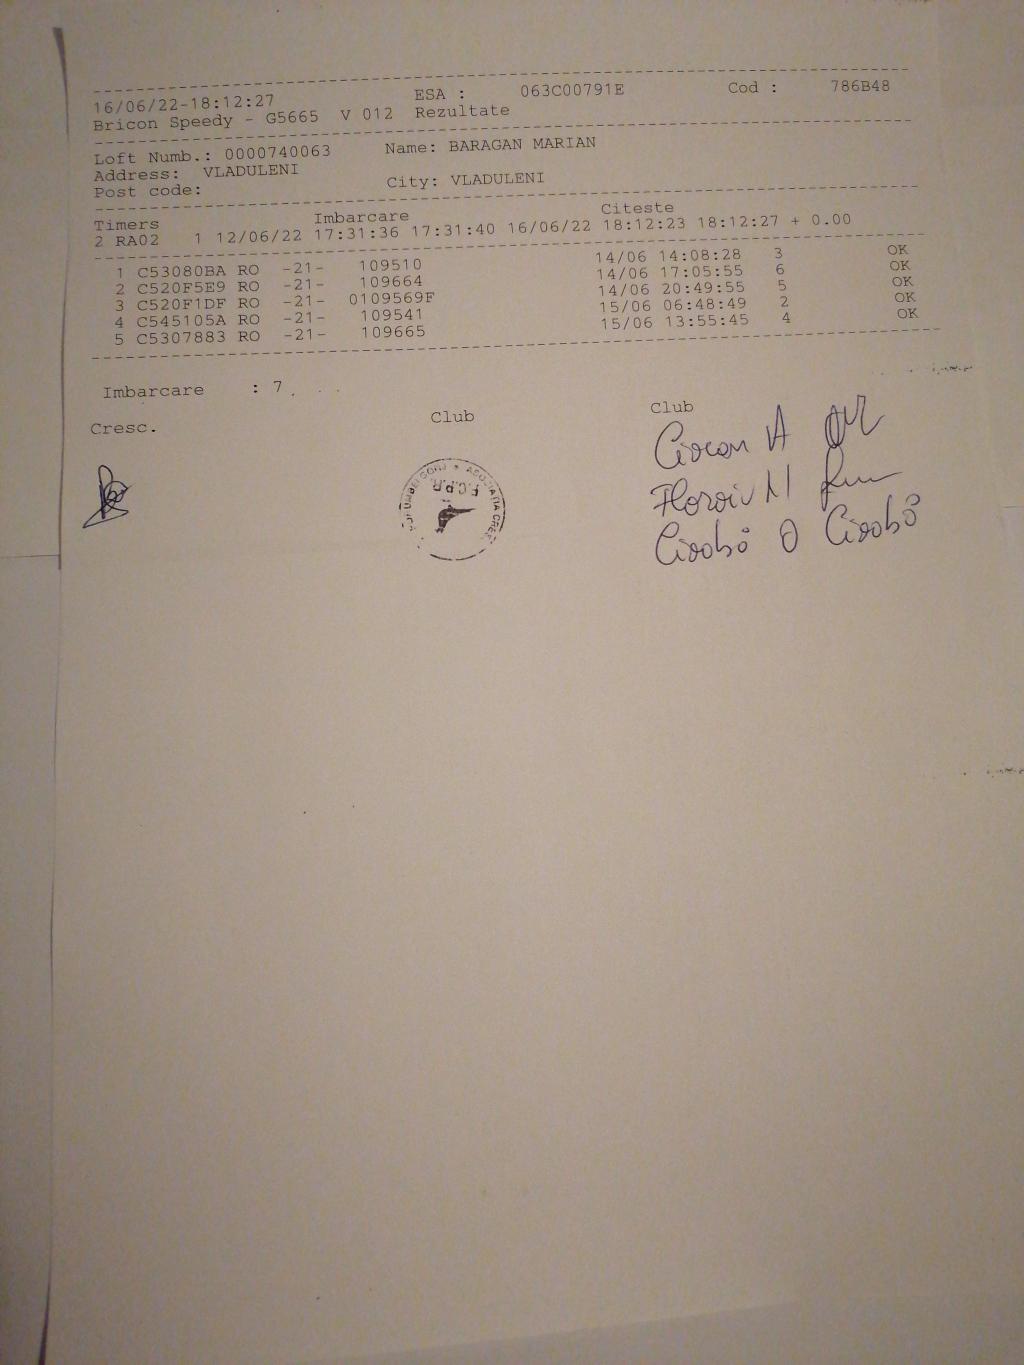 16/06/22-18:12:27 ESA : 063C00791E Cod : 786B48
Bricon Speedy - G5665 V 012 Rezultate
Loft Numb.: 0000740063 Name: BARAGAN MARIAN
Address: VLADULENI
Post code: City: VLADULENI
Timers Imbarcare Citeste
2 RA02 1 12/06/22 17:31:36 17:31:40 16/06/22 18:12:23 18:12:27 + 0.00
1 C53080BA RO -21- 109510 14/06 14:08:28 3 OK
2 C520F5E9 RO -21- 109664 14/06 17:05:55 6 OK
3 C520F1DF RO -21- 0109569F 14/06 20:49:55 5 OK
4 C545105A RO -21- 109541 15/06 06:48:49 2 OK
5 C5307883 RO -21- 109665 15/06 13:55:45 4 OK
Imbarcare : 7
Cresc. Club Club
F.C.P.R.